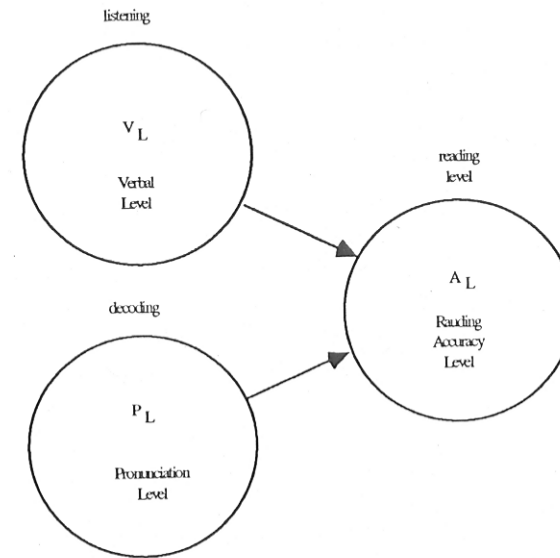 listening
V L
Verbal
Level
reading
level
A L
Rauding
Accuracy
Level
decoding
P L
Pronunciation
Level